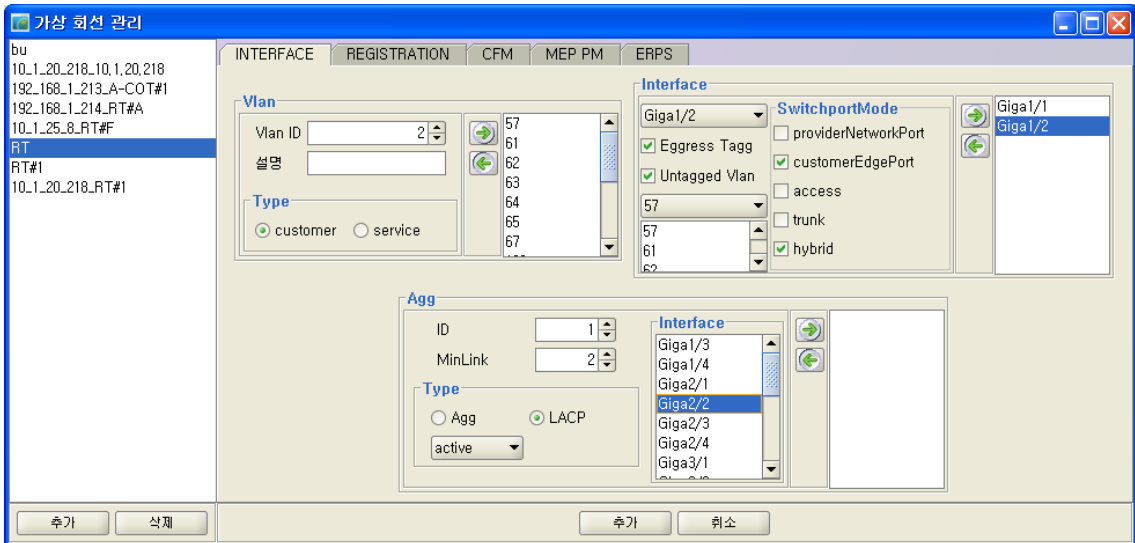 가상 회선 관리
bu
10_1_20_218_10,1,20,218
192_168_1_213_A-COT#1
192_168_1_214_RT#A
10_1_25_8_RT#F
RT
RT#1
10_1_20_218_RT#1
추가 삭제
INTERFACE REGISTRATION CFM MEP PM ERPS
Vlan
Vlan ID 2
설명
Type
customer service
57
61
62
63
64
65
67
Interface
Giga1/2
Eggress Tagg
Untagged Vlan
57
57
61
62
SwitchportMode
providerNetworkPort
customerEdgePort
access
trunk
hybrid
Giga1/1
Giga1/2
Agg
ID 1
MinLink 2
Type
Agg LACP
active
Interface
Giga1/3
Giga1/4
Giga2/1
Giga2/2
Giga2/3
Giga2/4
Giga3/1
추가 취소